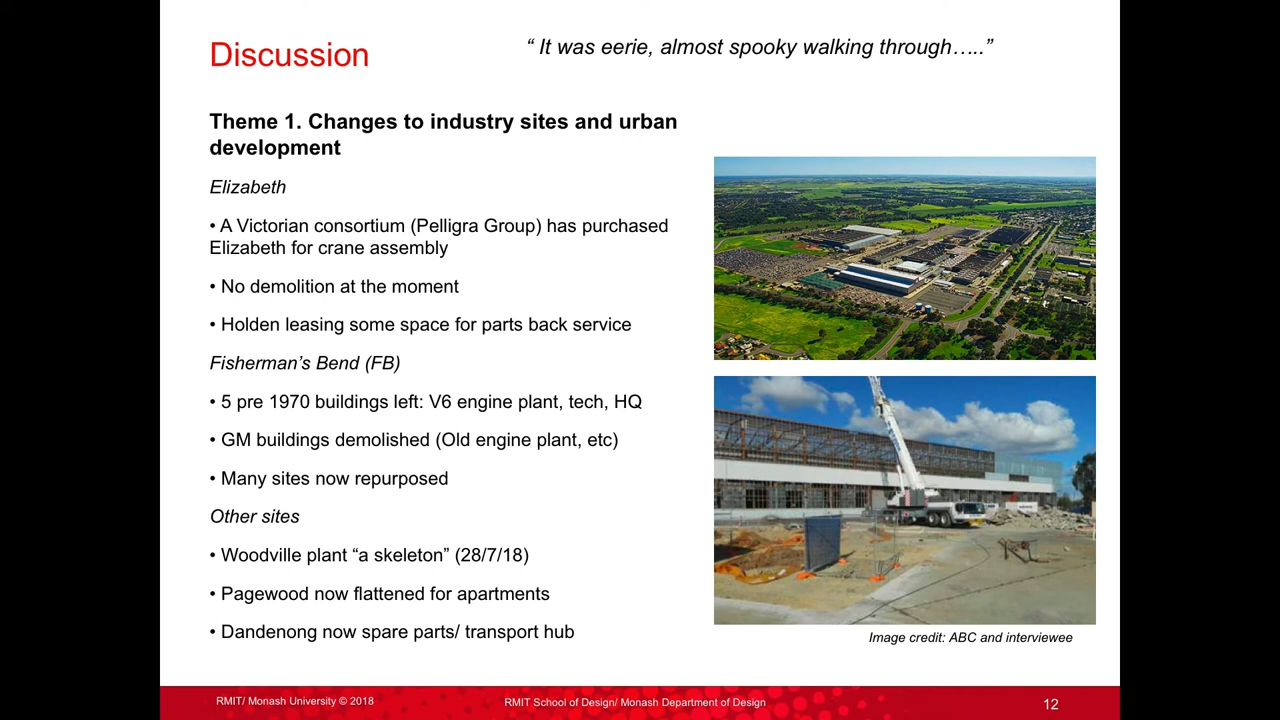 Discussion
“ It was eerie, almost spooky walking through…..”
Theme 1. Changes to industry sites and urban
development
Elizabeth
• A Victorian consortium (Pelligra Group) has purchased
Elizabeth for crane assembly
• No demolition at the moment
• Holden leasing some space for parts back service
Fisherman’s Bend (FB)
• 5 pre 1970 buildings left: V6 engine plant, tech, HQ
• GM buildings demolished (Old engine plant, etc)
• Many sites now repurposed
Other sites
• Woodville plant “a skeleton” (28/7/18)
• Pagewood now flattened for apartments
• Dandenong now spare parts/ transport hub
Image credit: ABC and interviewee
RMIT/ Monash University © 2018
RMIT School of Design/ Monash Department of Design
12